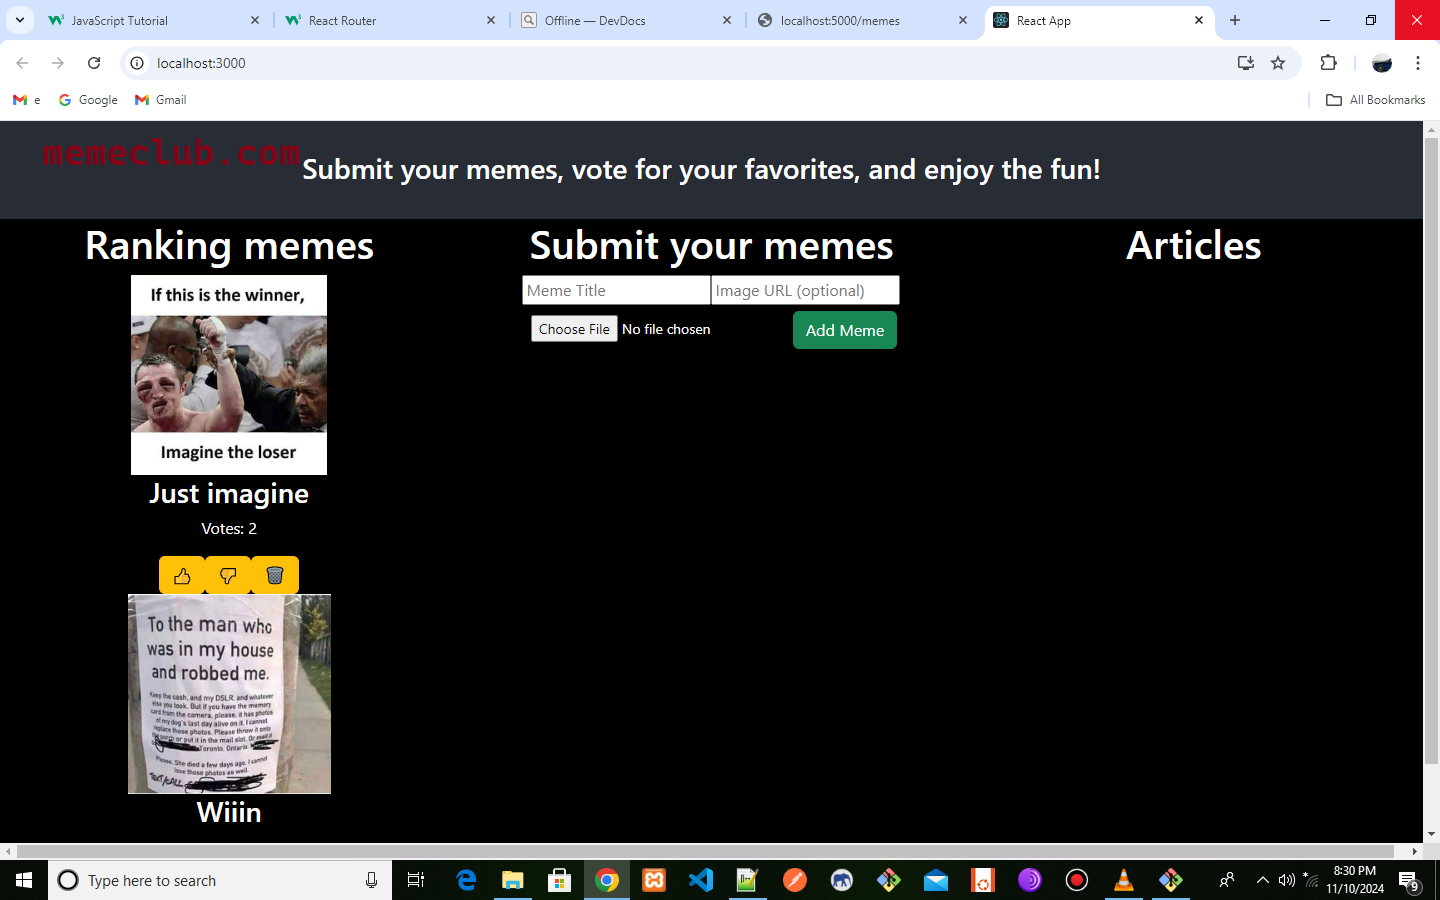 JavaScript Tutorial
React Router
Offline — DevDocs
localhost:5000/memes
React App
localhost:3000
e
Google
Gmail
All Bookmarks
memeclub.com
Submit your memes, vote for your favorites, and enjoy the fun!
Ranking memes
Submit your memes
Articles
If this is the winner,
Imagine the loser
Meme Title
Image URL (optional)
Choose File No file chosen
Add Meme
Just imagine
Votes: 2
To the man who
was in my house
and robbed me.
Keep the cash, and my DSLR, and whatever
else you took. But if you have the memory
card from the camera, please, it has photos
of my dog's last day alive on it. I cannot
replace those photos. Please throw it onto
the porch or put it in the mail slot. Or mail it
Toronto, Ontario,
Please. She died a few days ago. I cannot
lose those photos as well.
TEXT/CALL
Wiiin
Type here to search
8:30 PM
11/10/2024
9